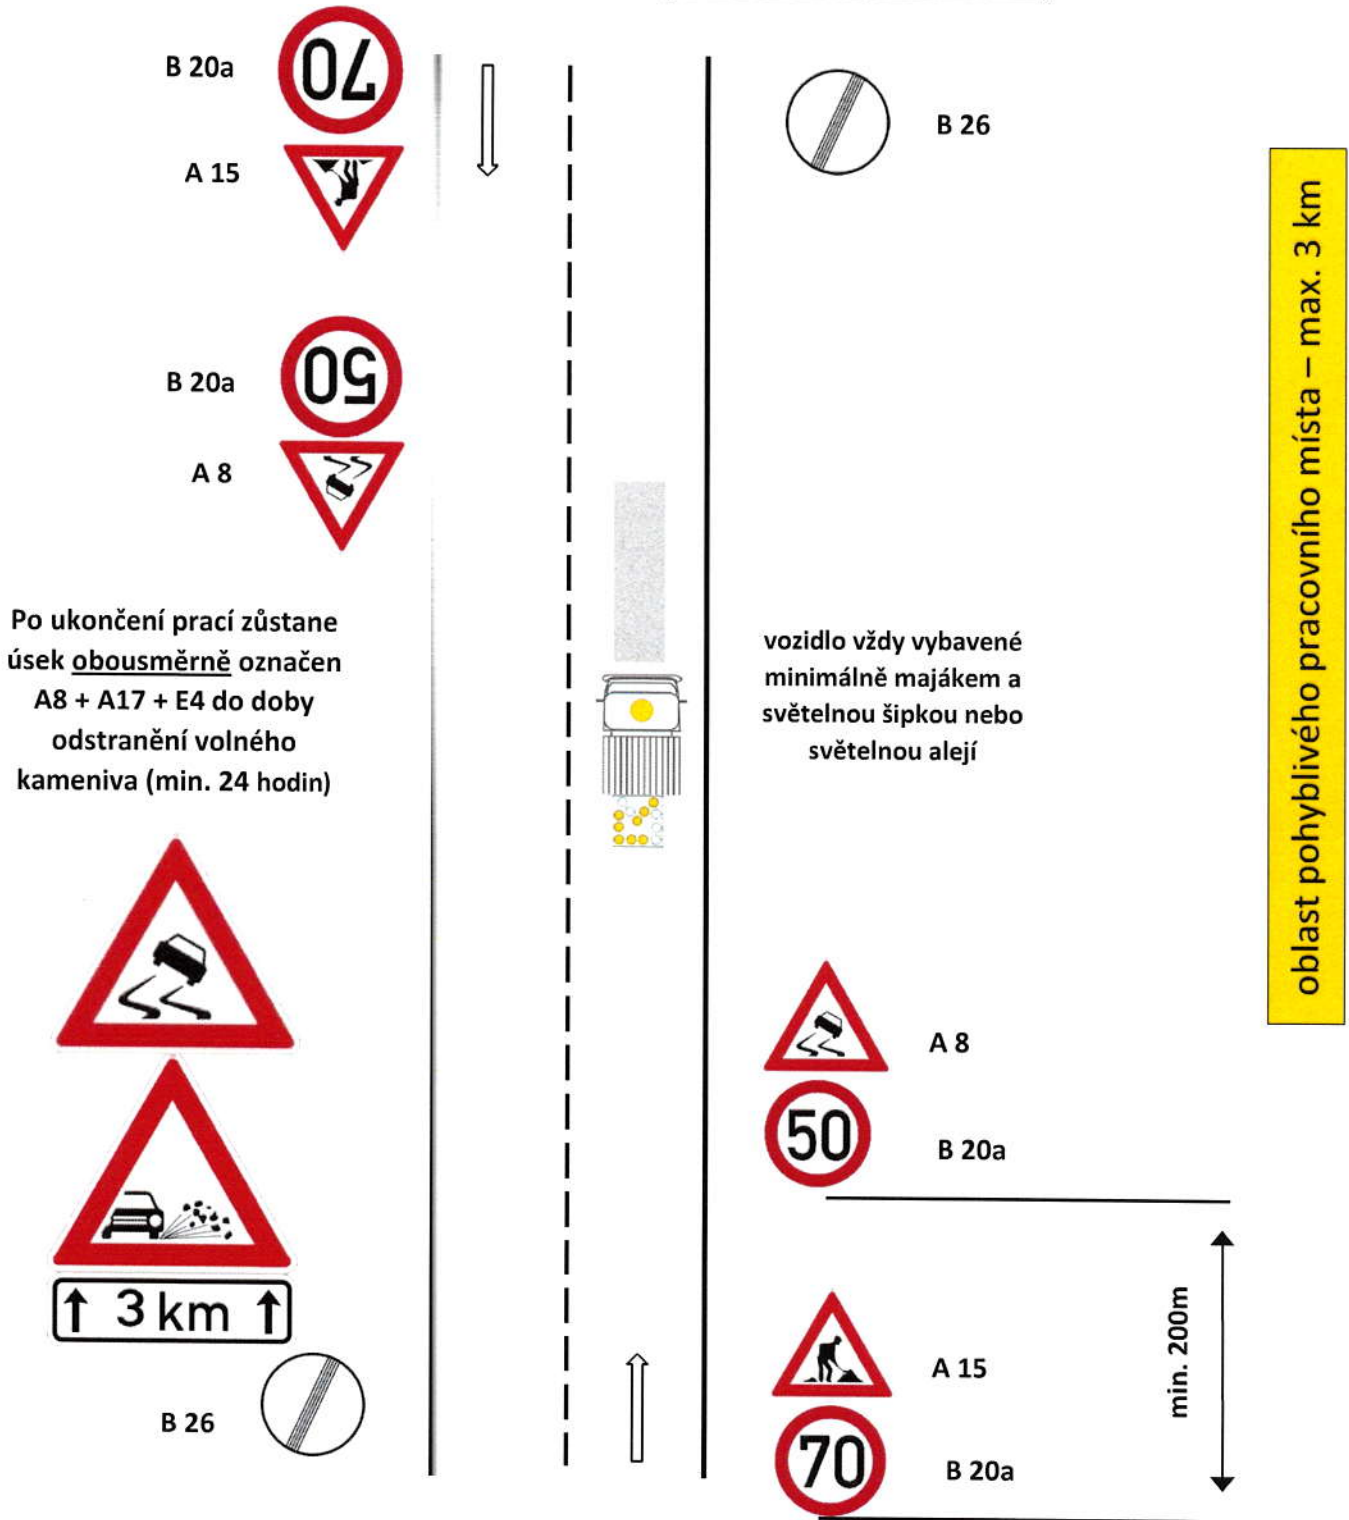 B 20a
70
A 15
B 26
B 20a
50
A 8
Po ukončení prací zůstane
úsek obousměrně označen
A8 + A17 + E4 do doby
odstranění volného
kameniva (min. 24 hodin)
vozidlo vždy vybavené
minimálně majákem a
světelnou šipkou nebo
světelnou alejí
oblast pohyblivého pracovního místa – max. 3 km
A 8
50
B 20a
↑ 3 km ↑
B 26
A 15
70
B 20a
min. 200m